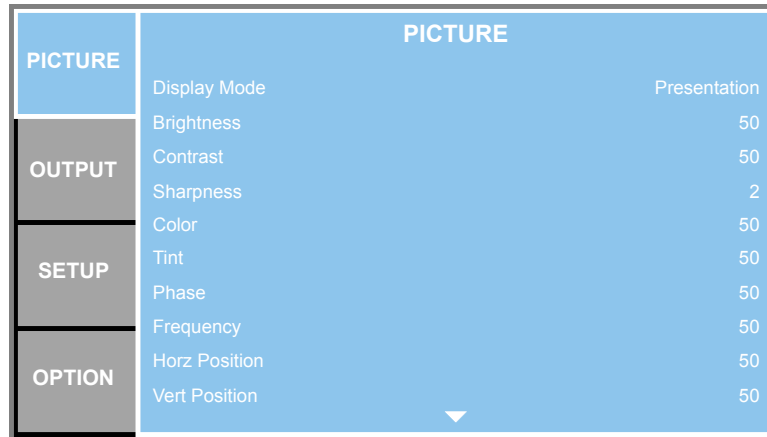 PICTURE
OUTPUT
SETUP
OPTION
PICTURE
Display Mode Presentation
Brightness 50
Contrast 50
Sharpness 2
Color 50
Tint 50
Phase 50
Frequency 50
Horz Position 50
Vert Position 50